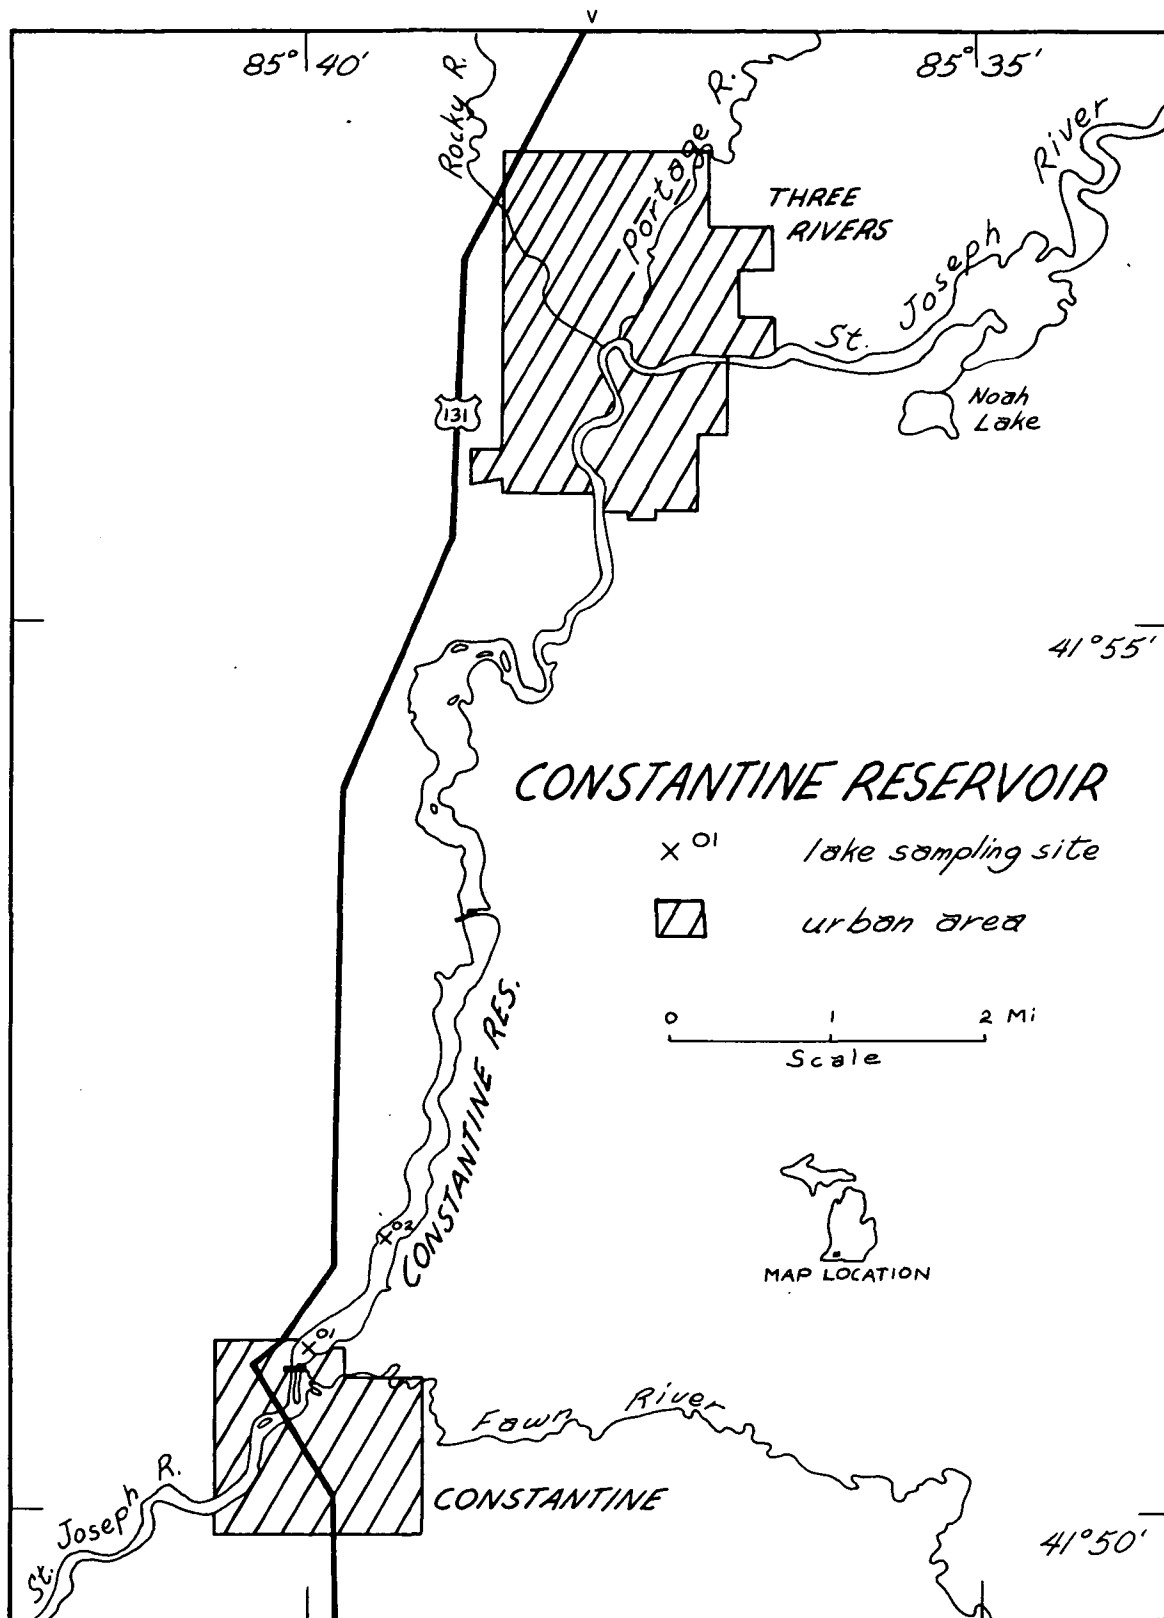 V
85° 40'
85° 35'
Rocky R.
Portage R.
THREE
RIVERS
St. Joseph River
131
Noah
Lake
41° 55'
CONSTANTINE RESERVOIR
x 01 lake sampling site
urban area
0 1 2 Mi
Scale
CONSTANTINE RES.
x 02
MAP LOCATION
x 01
Fawn River
CONSTANTINE
St. Joseph R.
41° 50'